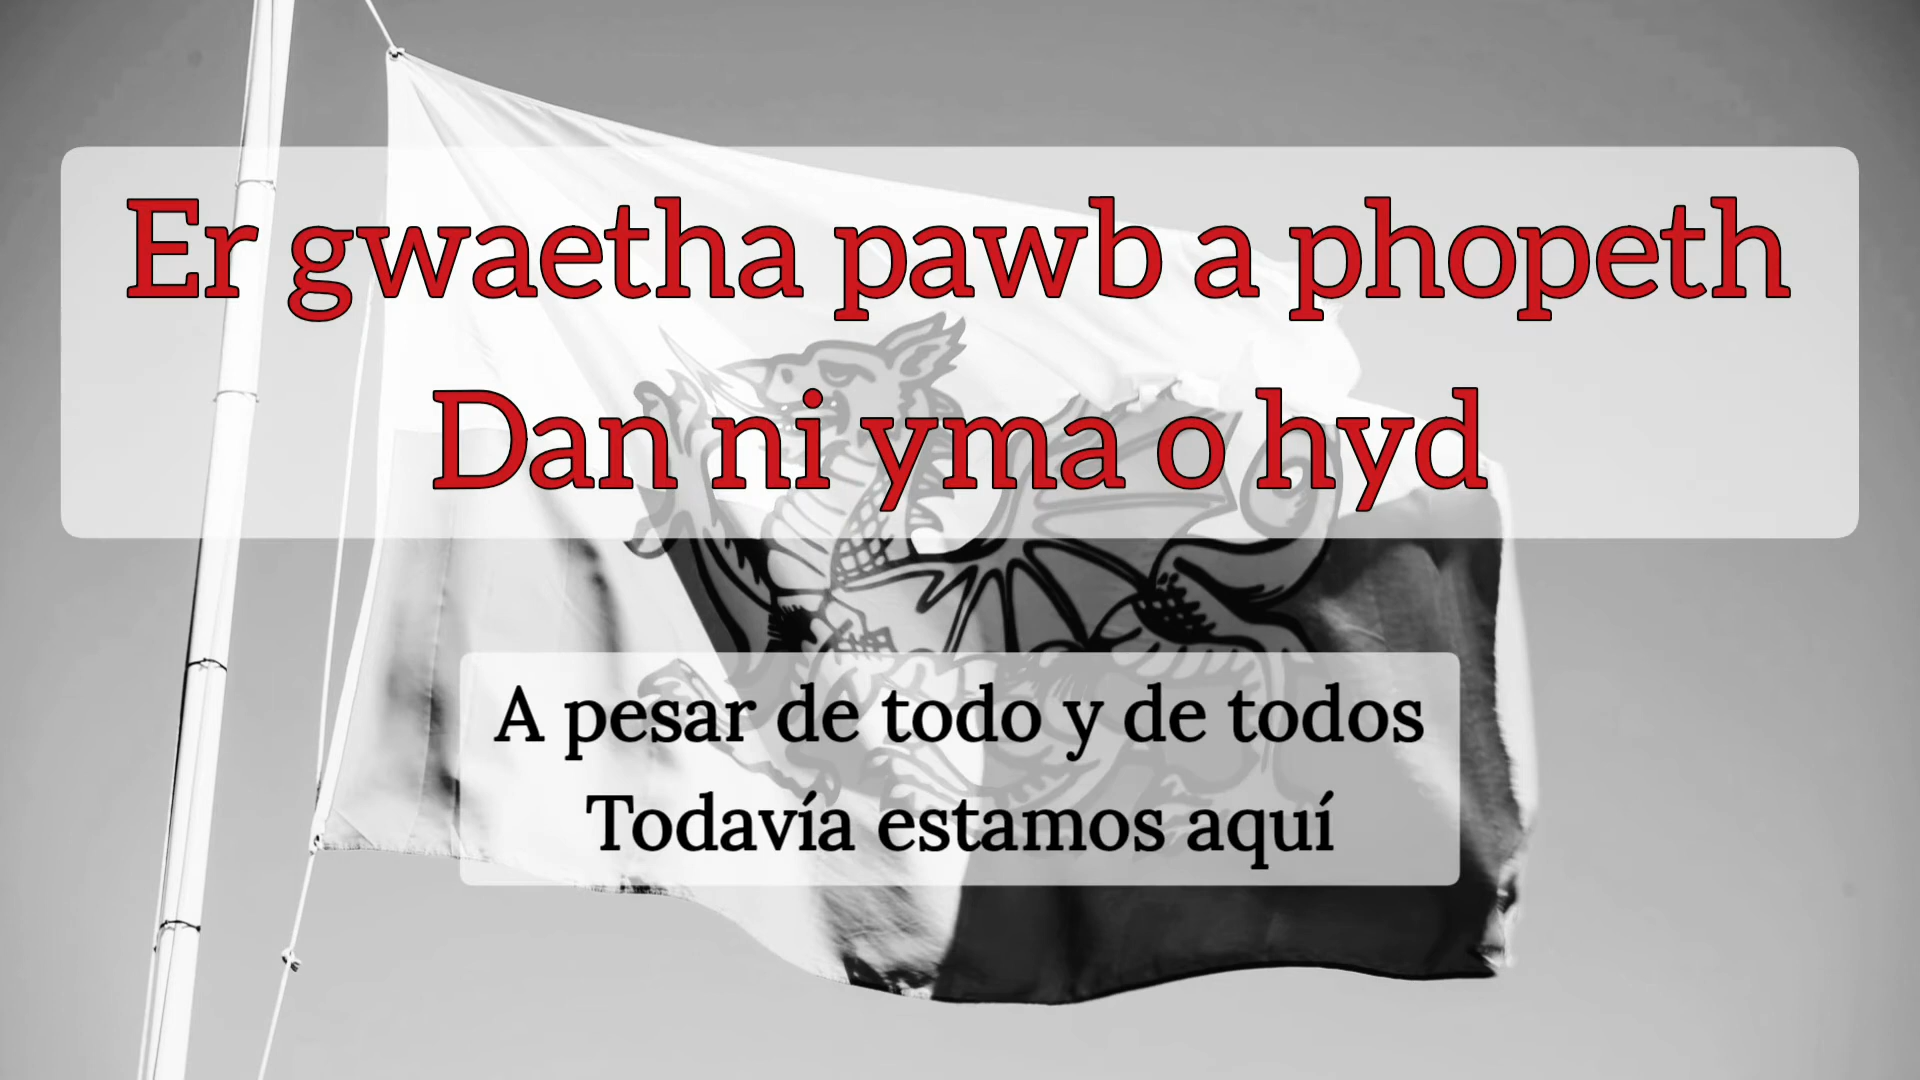 Er gwaetha pawb a phopeth
Dan ni yma o hyd
A pesar de todo y de todos
Todavía estamos aquí